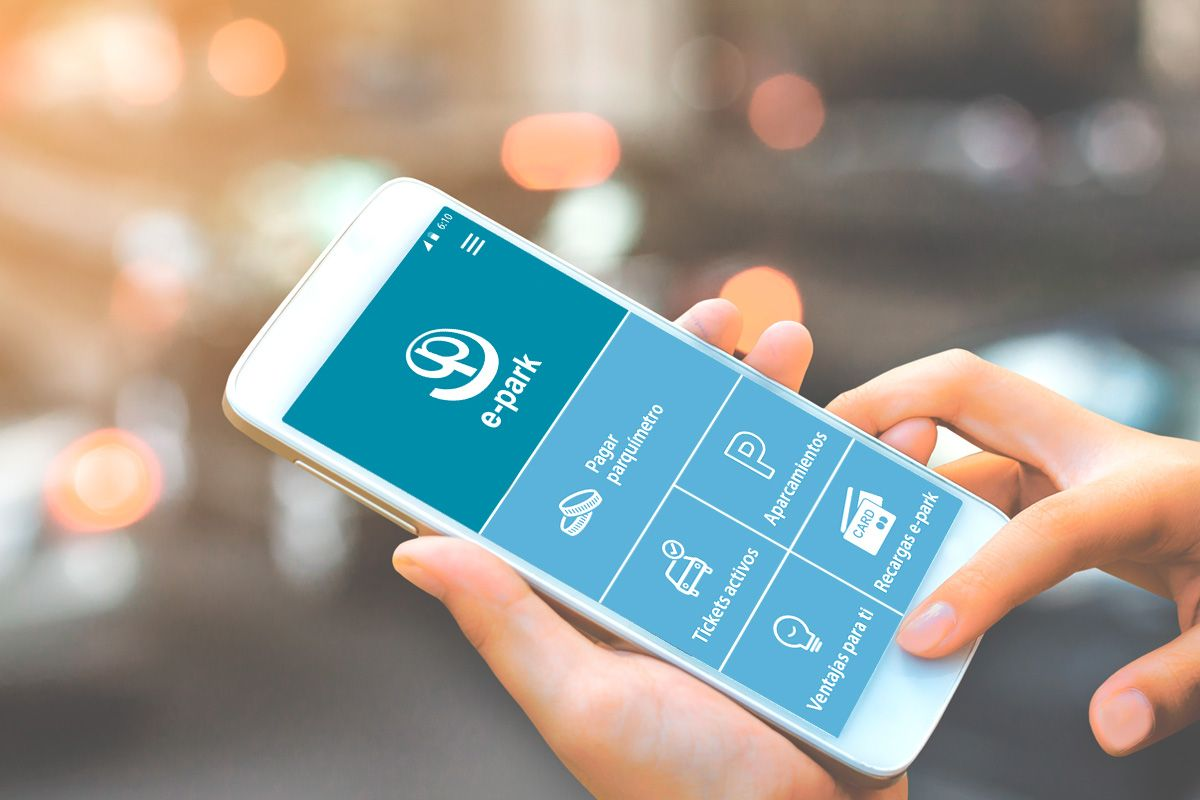 6:10
e-park
Pagar
parquímetro
Tickets activos
P
Aparcamientos
Ventajas para ti
CARD
Recargas e-park